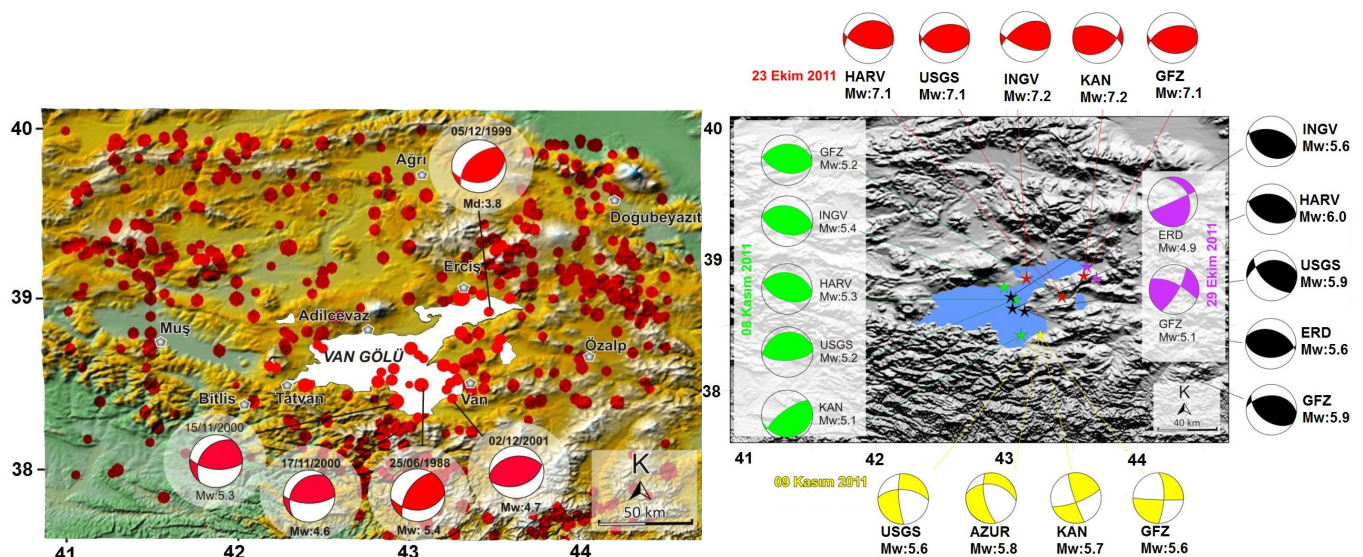 40
39
38
41
42
43
44
05/12/1999
Md:3.8
Ağrı
Doğubeyazıt
Erciş
Adilcevaz
Muş
VAN GÖLÜ
Özalp
Tatvan
Van
Bitlis
15/11/2000
Mw:5.3
17/11/2000
Mw:4.6
25/06/1988
Mw: 5.4
02/12/2001
Mw:4.7
K
50 km
23 Ekim 2011
HARV
Mw:7.1
USGS
Mw:7.1
INGV
Mw:7.2
KAN
Mw:7.2
GFZ
Mw:7.1
40
39
38
41
42
43
44
08 Kasım 2011
GFZ
Mw:5.2
INGV
Mw:5.4
HARV
Mw:5.3
USGS
Mw:5.2
KAN
Mw:5.1
29 Ekim 2011
ERD
Mw:4.9
GFZ
Mw:5.1
K
40 km
INGV
Mw:5.6
HARV
Mw:6.0
USGS
Mw:5.9
ERD
Mw:5.6
GFZ
Mw:5.9
09 Kasım 2011
USGS
Mw:5.6
AZUR
Mw:5.8
KAN
Mw:5.7
GFZ
Mw:5.6